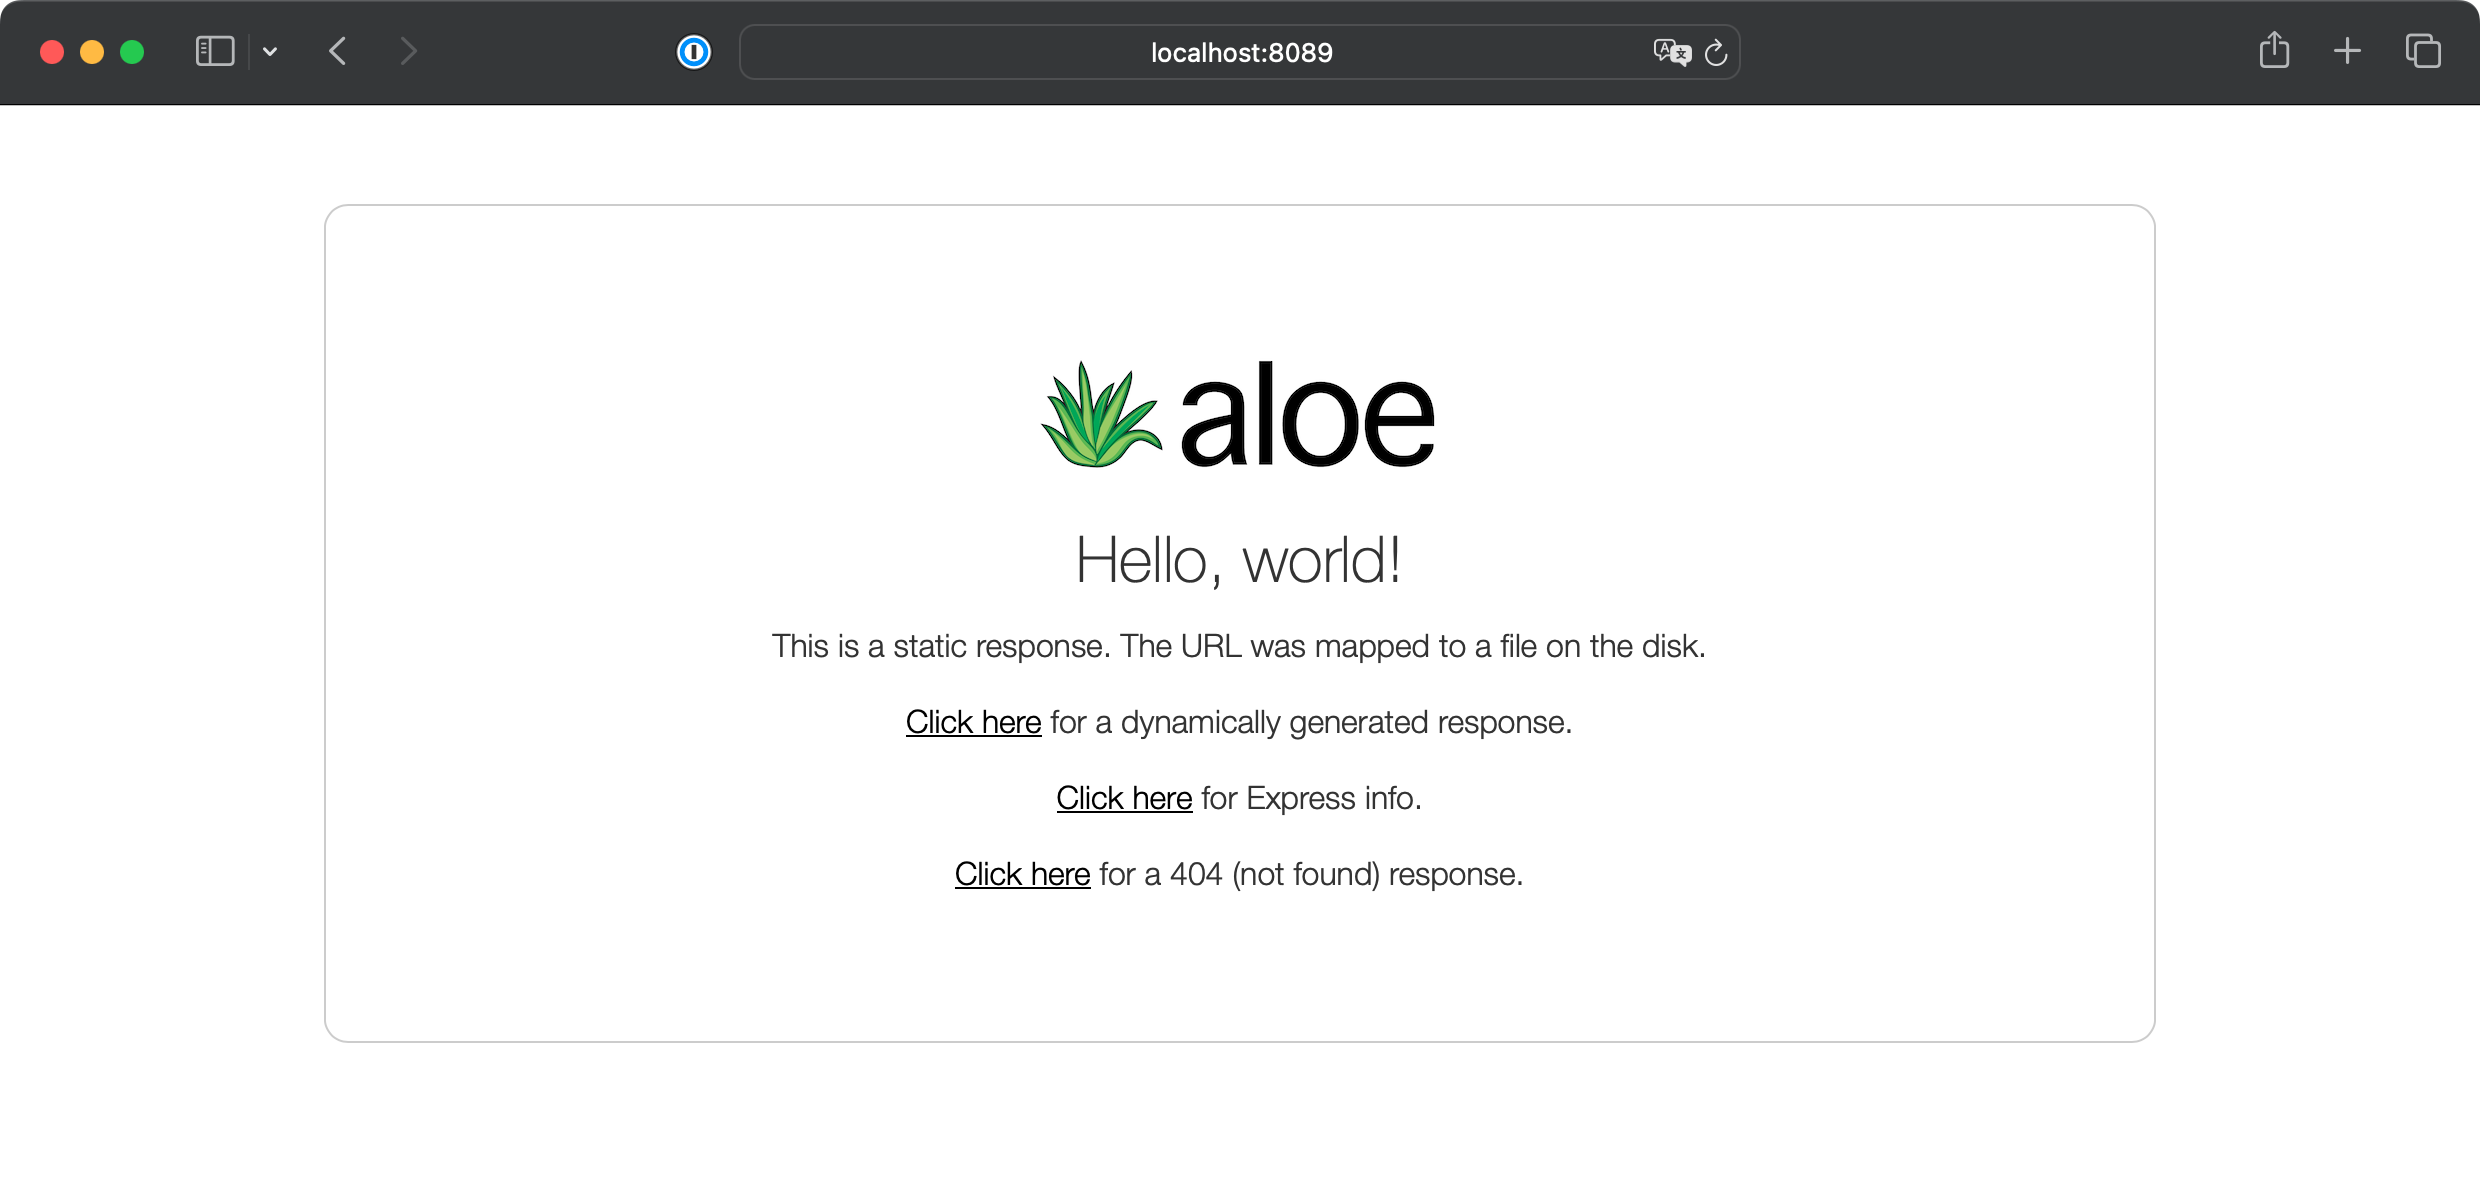 localhost:8089
aloe
Hello, world!
This is a static response. The URL was mapped to a file on the disk.
Click here for a dynamically generated response.
Click here for Express info.
Click here for a 404 (not found) response.